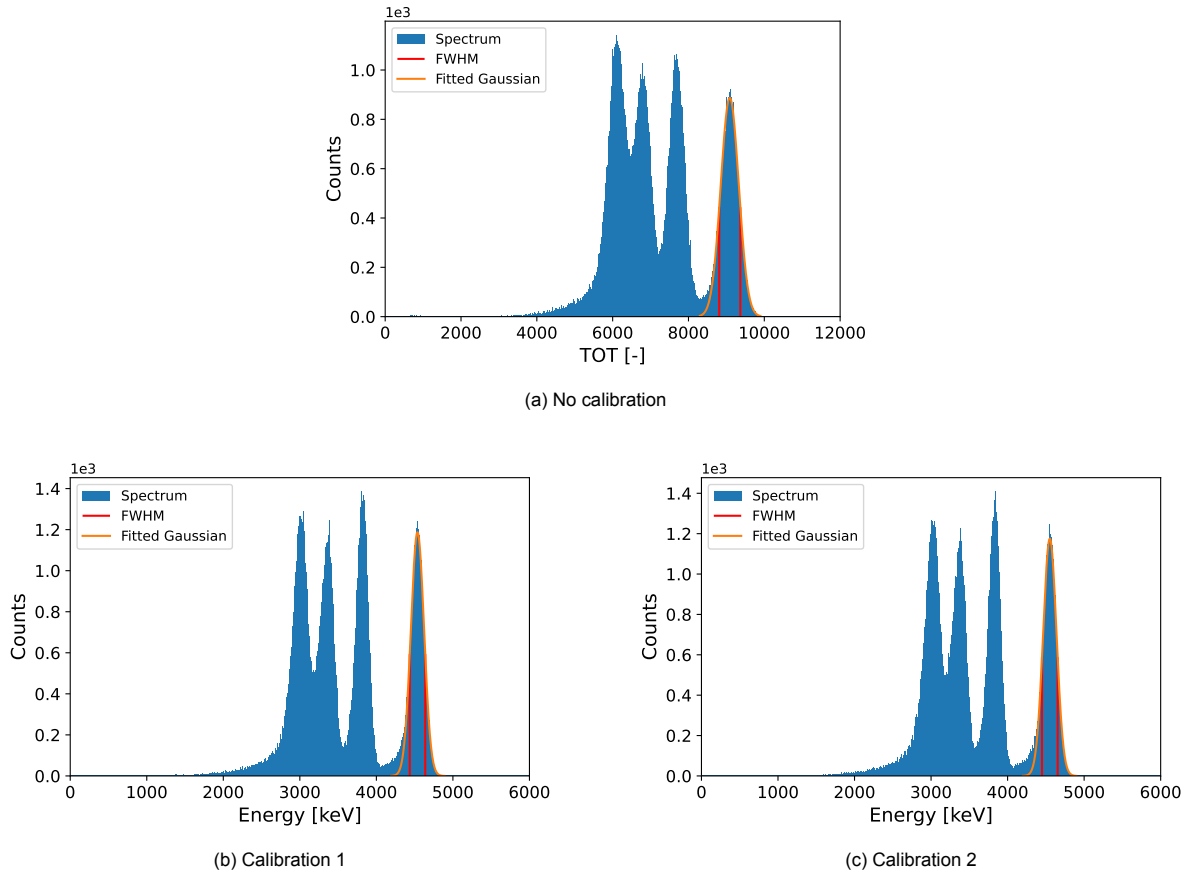 1e3
Spectrum
FWHM
Fitted Gaussian
1.0
0.8
0.6
0.4
0.2
0.0
Counts
0 2000 4000 6000 8000 10000 12000
TOT [-]
(a) No calibration
1e3
Spectrum
FWHM
Fitted Gaussian
1.4
1.2
1.0
0.8
0.6
0.4
0.2
0.0
Counts
0 1000 2000 3000 4000 5000 6000
Energy [keV]
(b) Calibration 1
1e3
Spectrum
FWHM
Fitted Gaussian
1.4
1.2
1.0
0.8
0.6
0.4
0.2
0.0
Counts
0 1000 2000 3000 4000 5000 6000
Energy [keV]
(c) Calibration 2